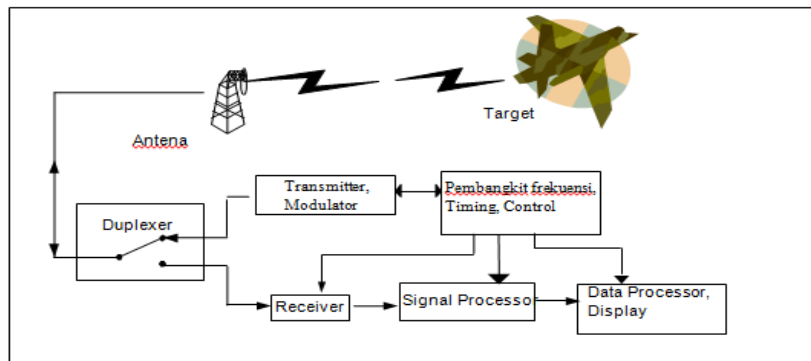 Target
Antena
Transmitter,
Modulator
Pembangkit frekuensi,
Timing, Control
Duplexer
Receiver
Signal Processor
Data Processor,
Display